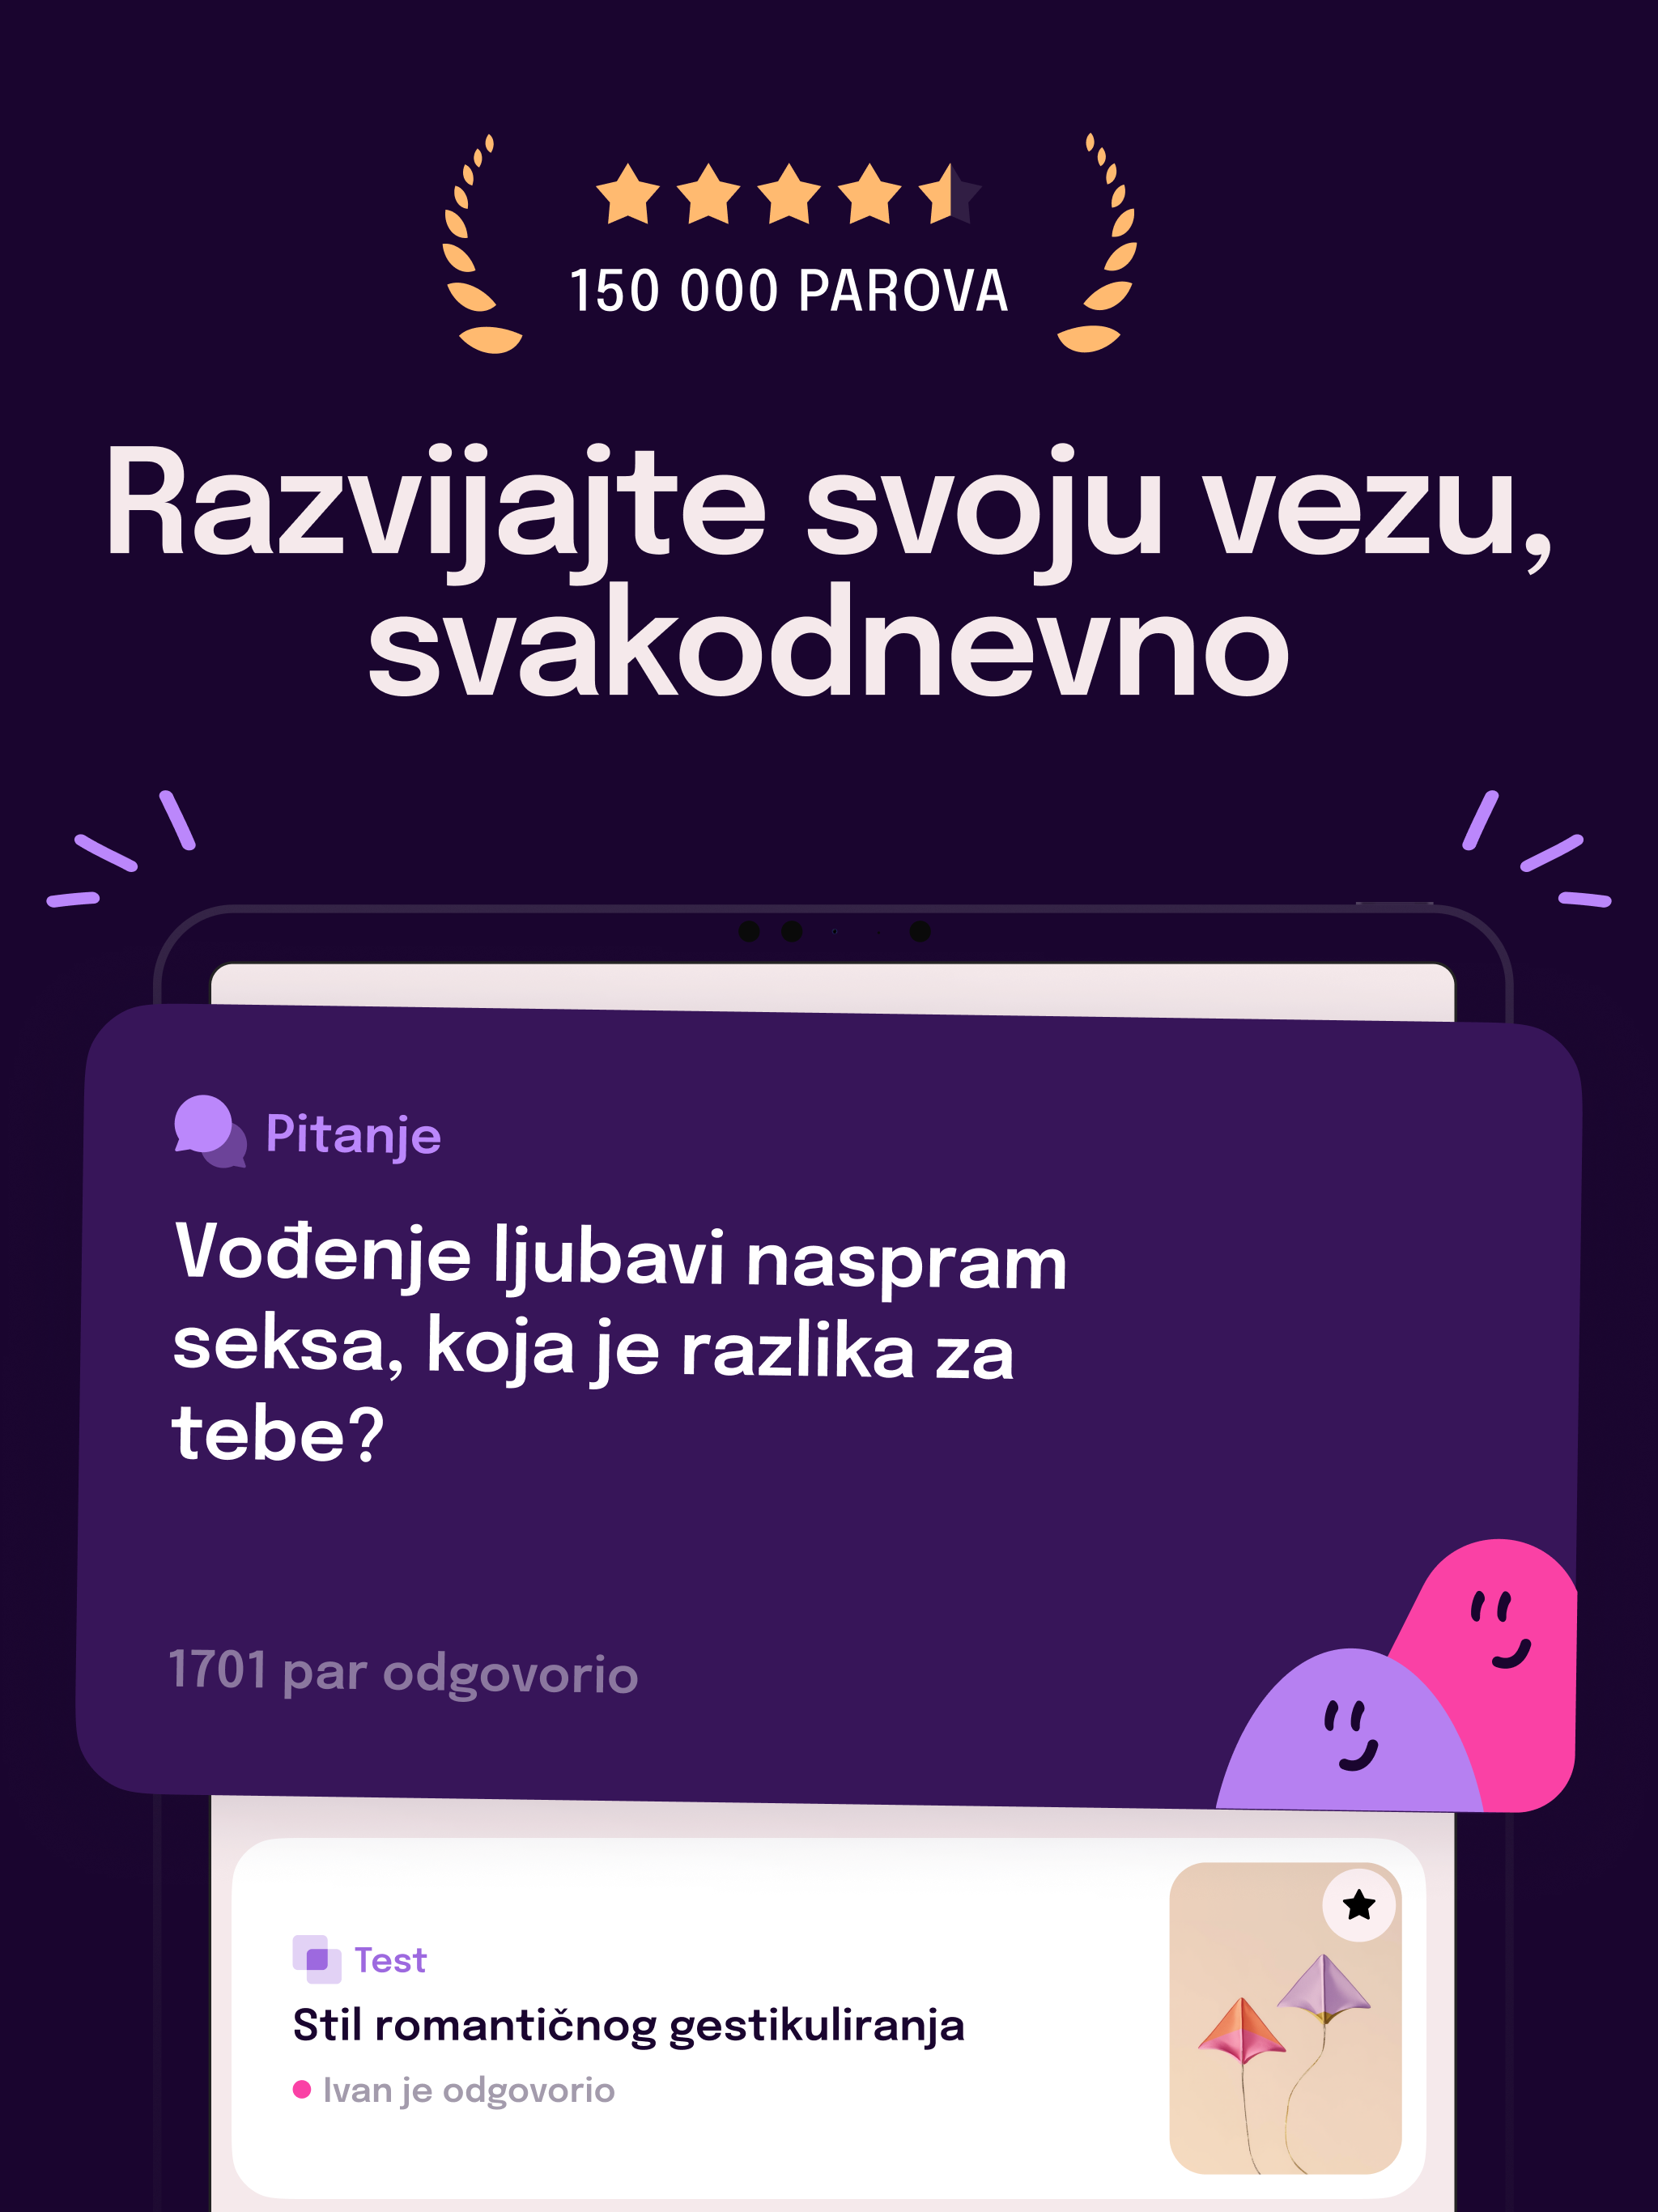 150 000 PAROVA
Razvijajte svoju vezu,
svakodnevno
Pitanje
Vođenje ljubavi naspram
seksa, koja je razlika za
tebe?
1701 par odgovorio
Test
Stil romantičnog gestikuliranja
Ivan je odgovorio